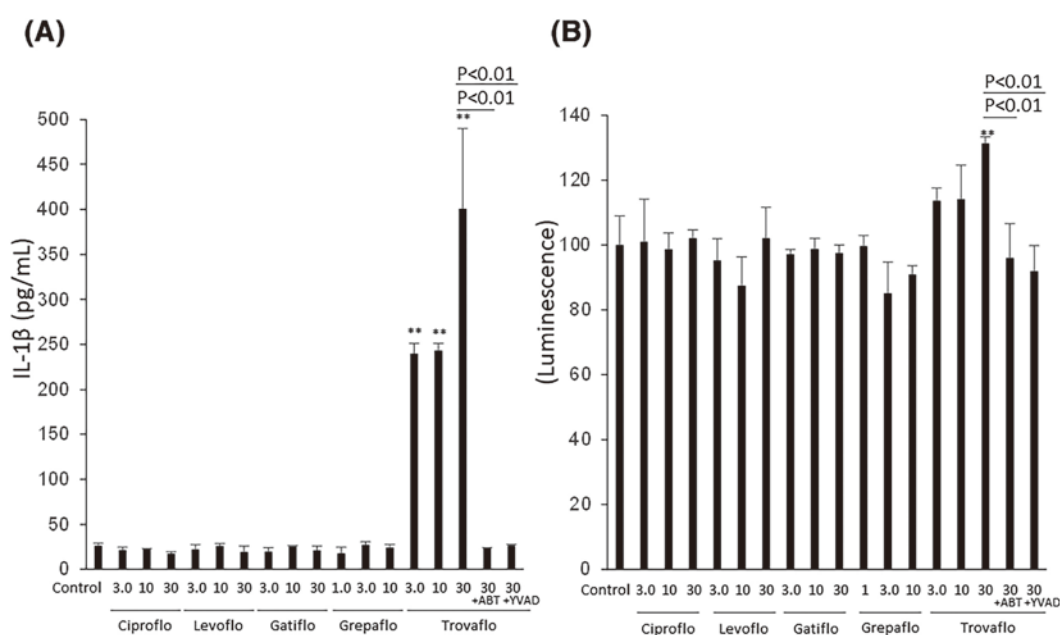 (A)
P<0.01
P<0.01
**
** **
IL-1β (pg/mL)
500
450
400
350
300
250
200
150
100
50
0
Control 3.0 10 30 3.0 10 30 3.0 10 30 1.0 3.0 10 3.0 10 30 30 30
+ABT +YVAD
Ciproflo Levoflo Gatiflo Grepaflo Trovaflo
(B)
P<0.01
P<0.01
**
(Luminescence)
140
120
100
80
60
40
20
0
Control 3.0 10 30 3.0 10 30 3.0 10 30 1 3.0 10 3.0 10 30 30 30
+ABT +YVAD
Ciproflo Levoflo Gatiflo Grepaflo Trovaflo